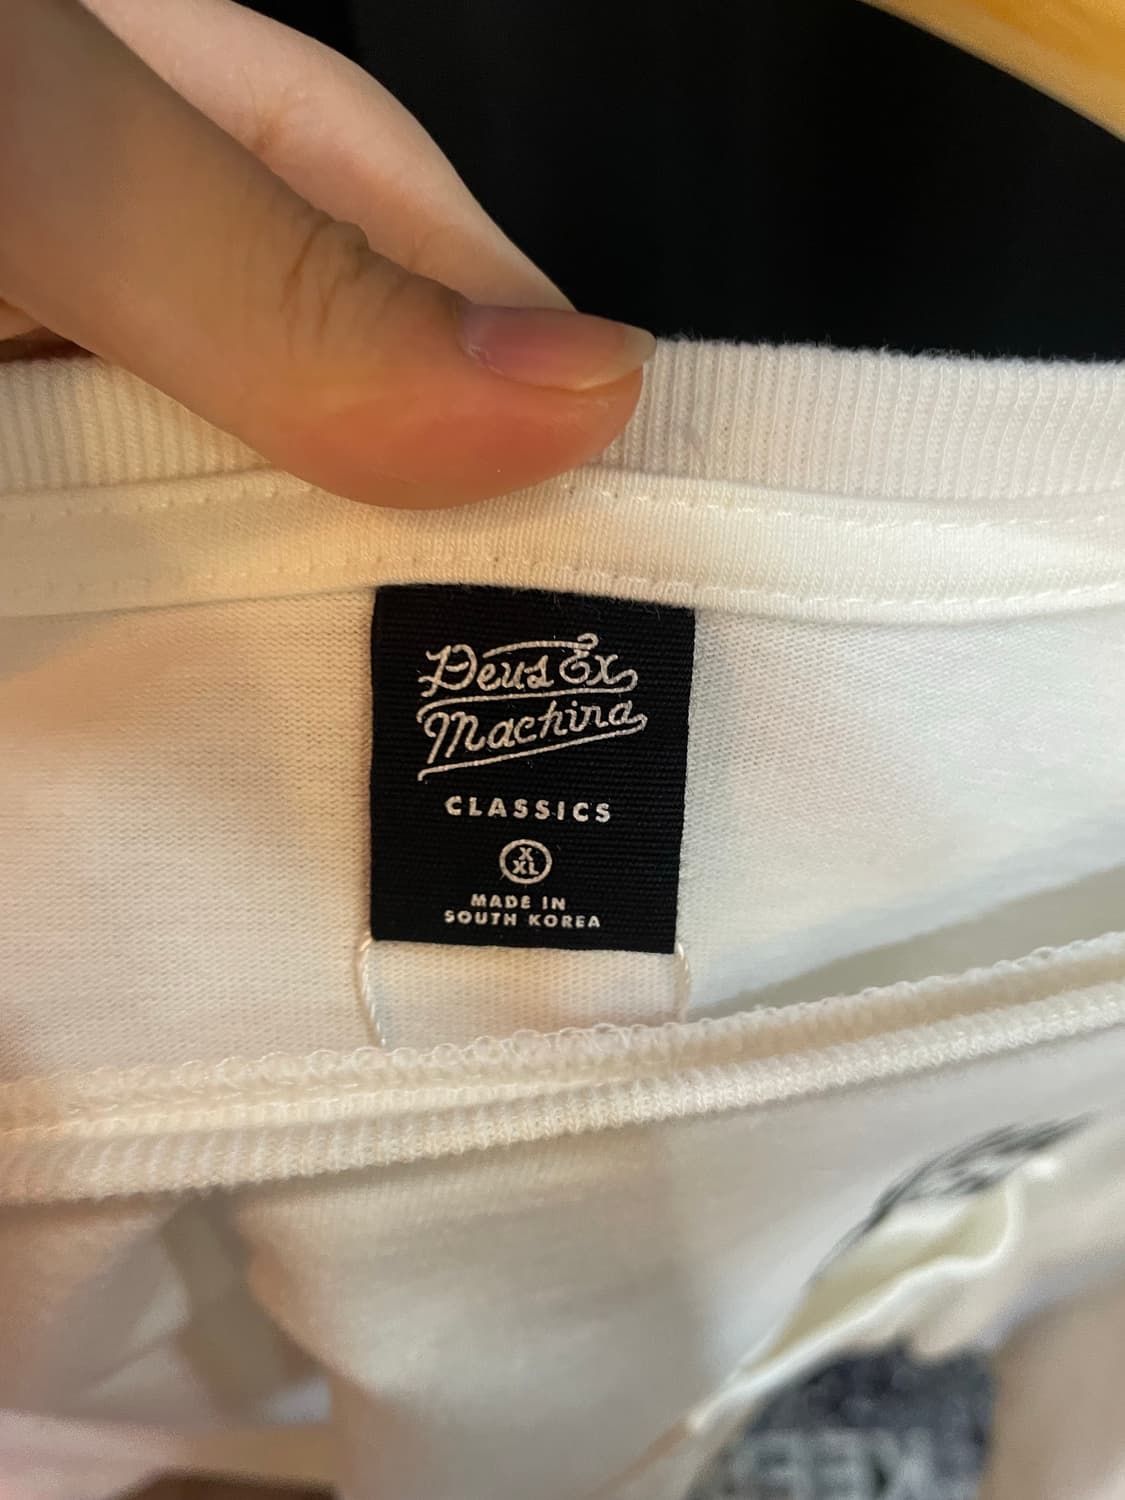 Deus Ex
Machina
CLASSICS
X
XL
MADE IN
SOUTH KOREA